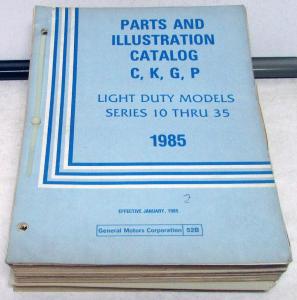 PARTS AND
ILLUSTRATION
CATALOG
C, K, G, P
LIGHT DUTY MODELS
SERIES 10 THRU 35
1985
2
EFFECTIVE JANUARY, 1985
General Motors Corporation 52B